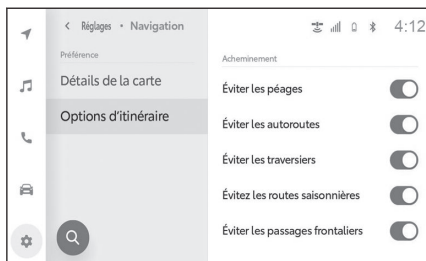 < Réglages • Navigation
4:12
Préférence
Acheminement
Détails de la carte
Éviter les péages
Options d'itinéraire
Éviter les autoroutes
Éviter les traversiers
Évitez les routes saisonnières
Éviter les passages frontaliers